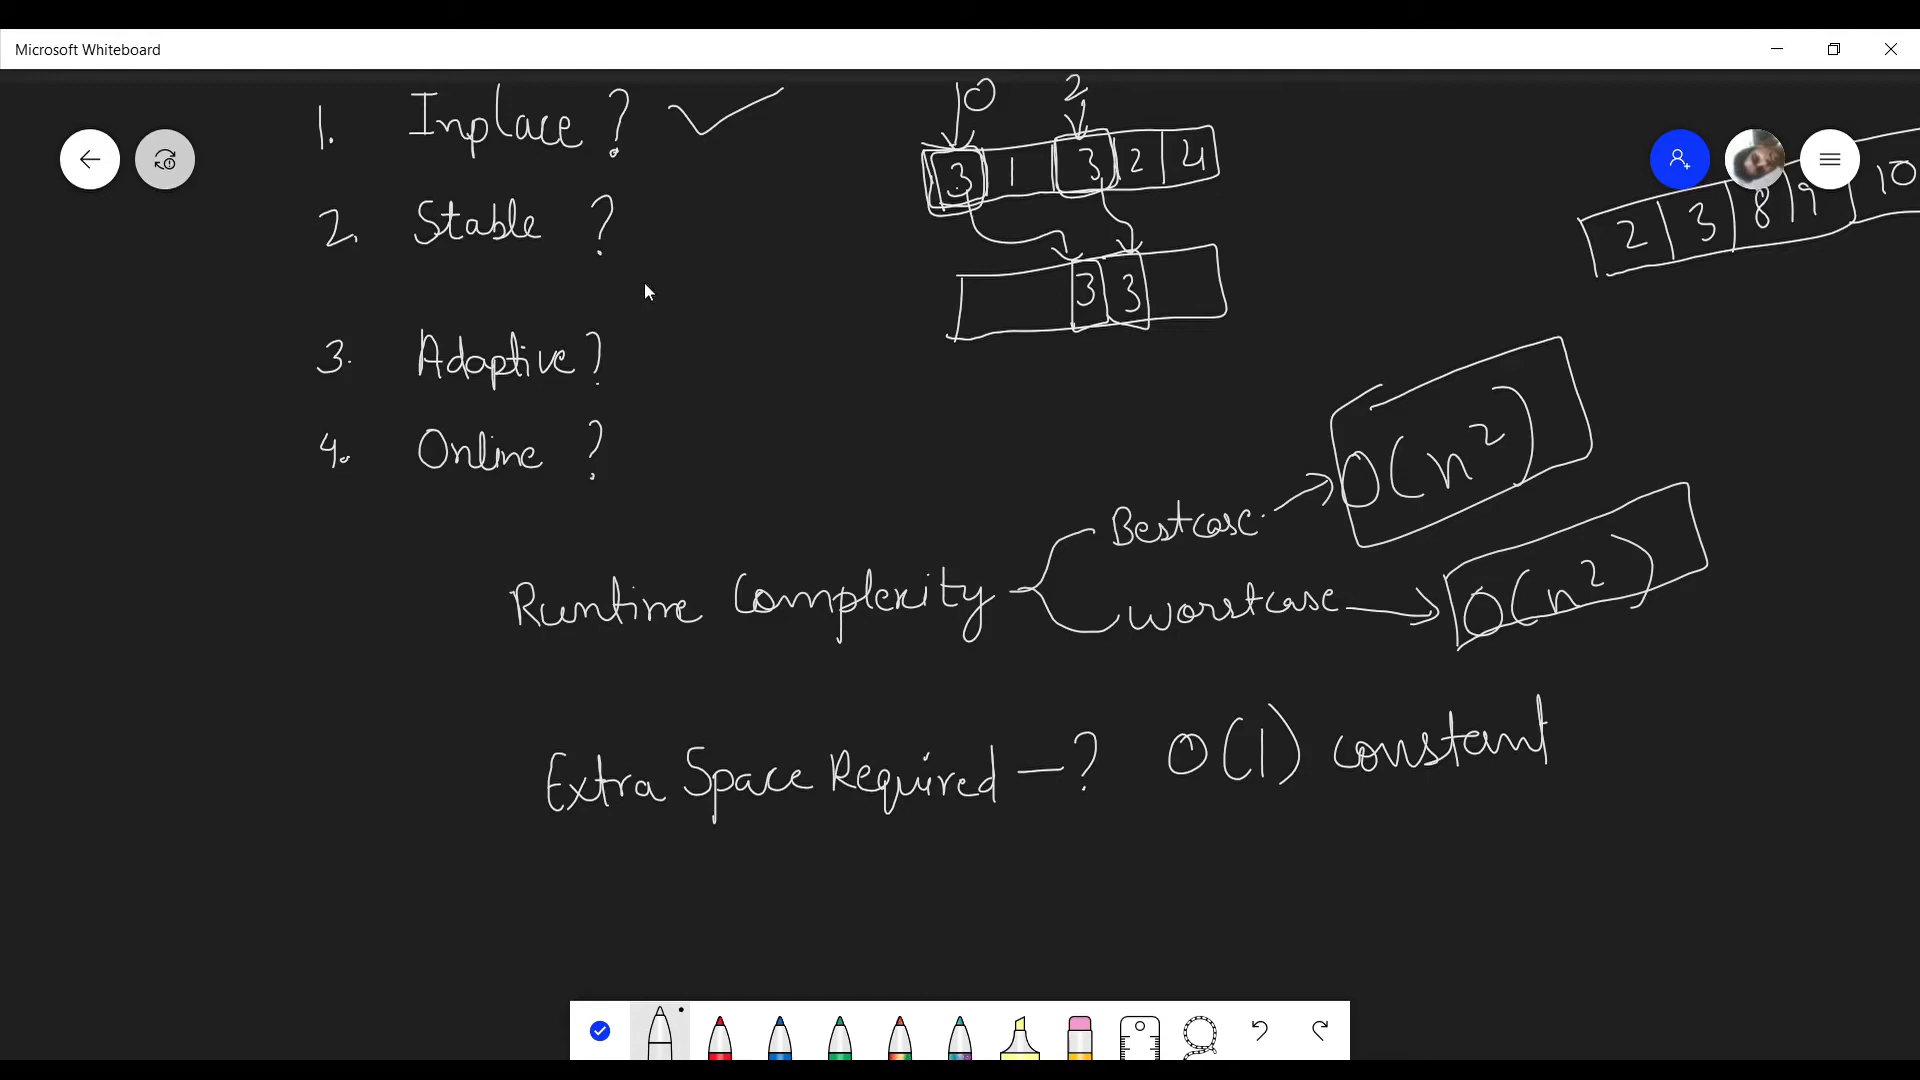 Microsoft Whiteboard
1. Inplace ? ✓
0 2
3 1 3 2 4
2 3 8 9 10
2. Stable ?
3 3
3. Adaptive ?
4. Online ?
Bestcase. → O(n²)
Runtime Complexity
Worstcase → O(n²)
Extra Space Required —? O(1) constant